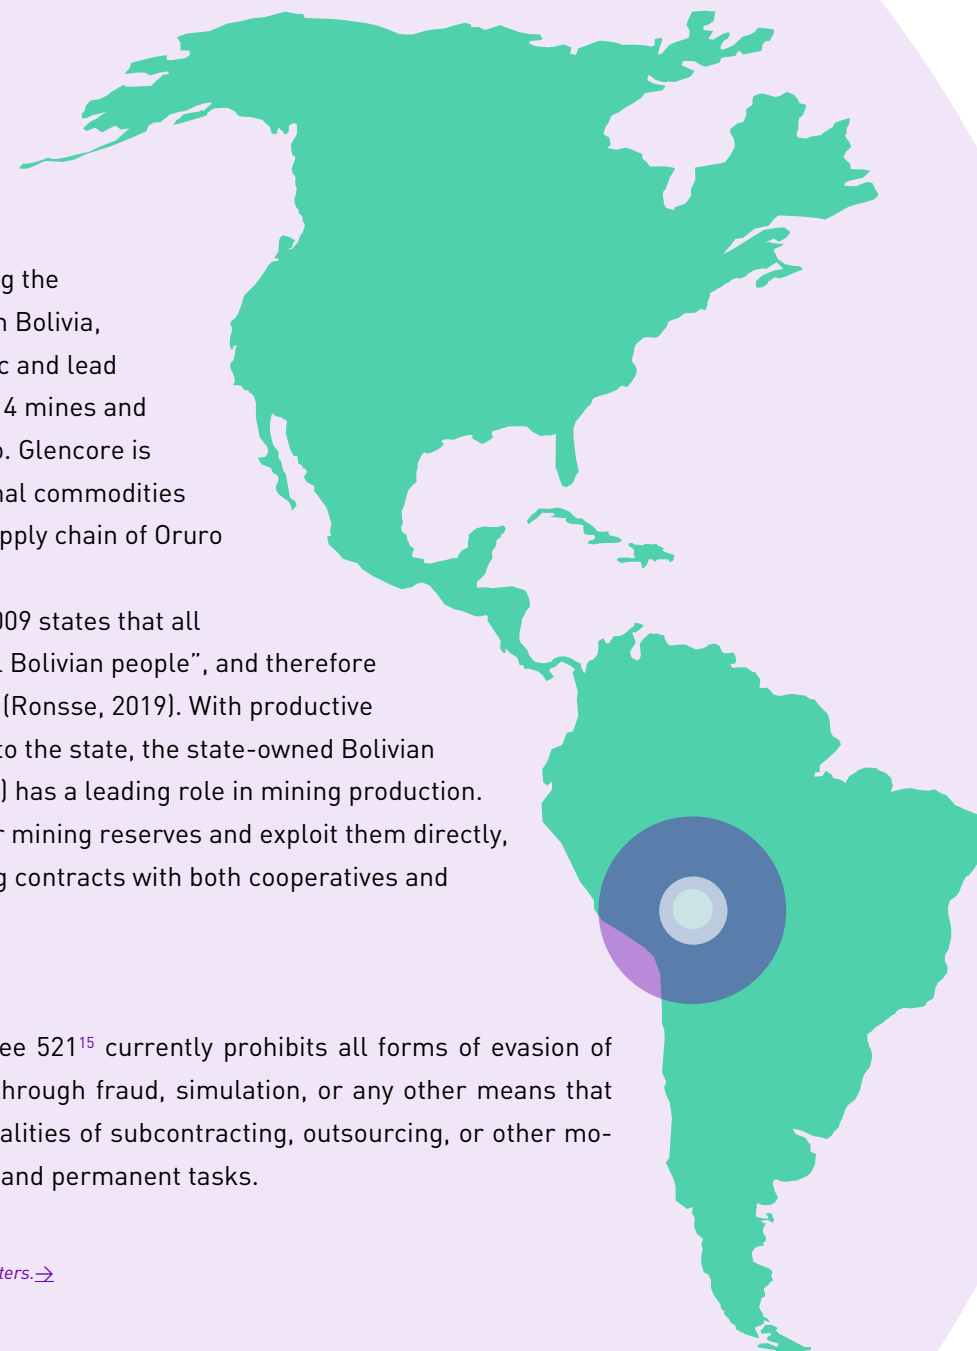 g the
n Bolivia,
c and lead
4 mines and
o. Glencore is
nal commodities
pply chain of Oruro
009 states that all
l Bolivian people”, and therefore
(Ronsse, 2019). With productive
to the state, the state-owned Bolivian
) has a leading role in mining production.
r mining reserves and exploit them directly,
g contracts with both cooperatives and
ee 521¹⁵ currently prohibits all forms of evasion of
through fraud, simulation, or any other means that
alities of subcontracting, outsourcing, or other mo-
and permanent tasks.
ters.→